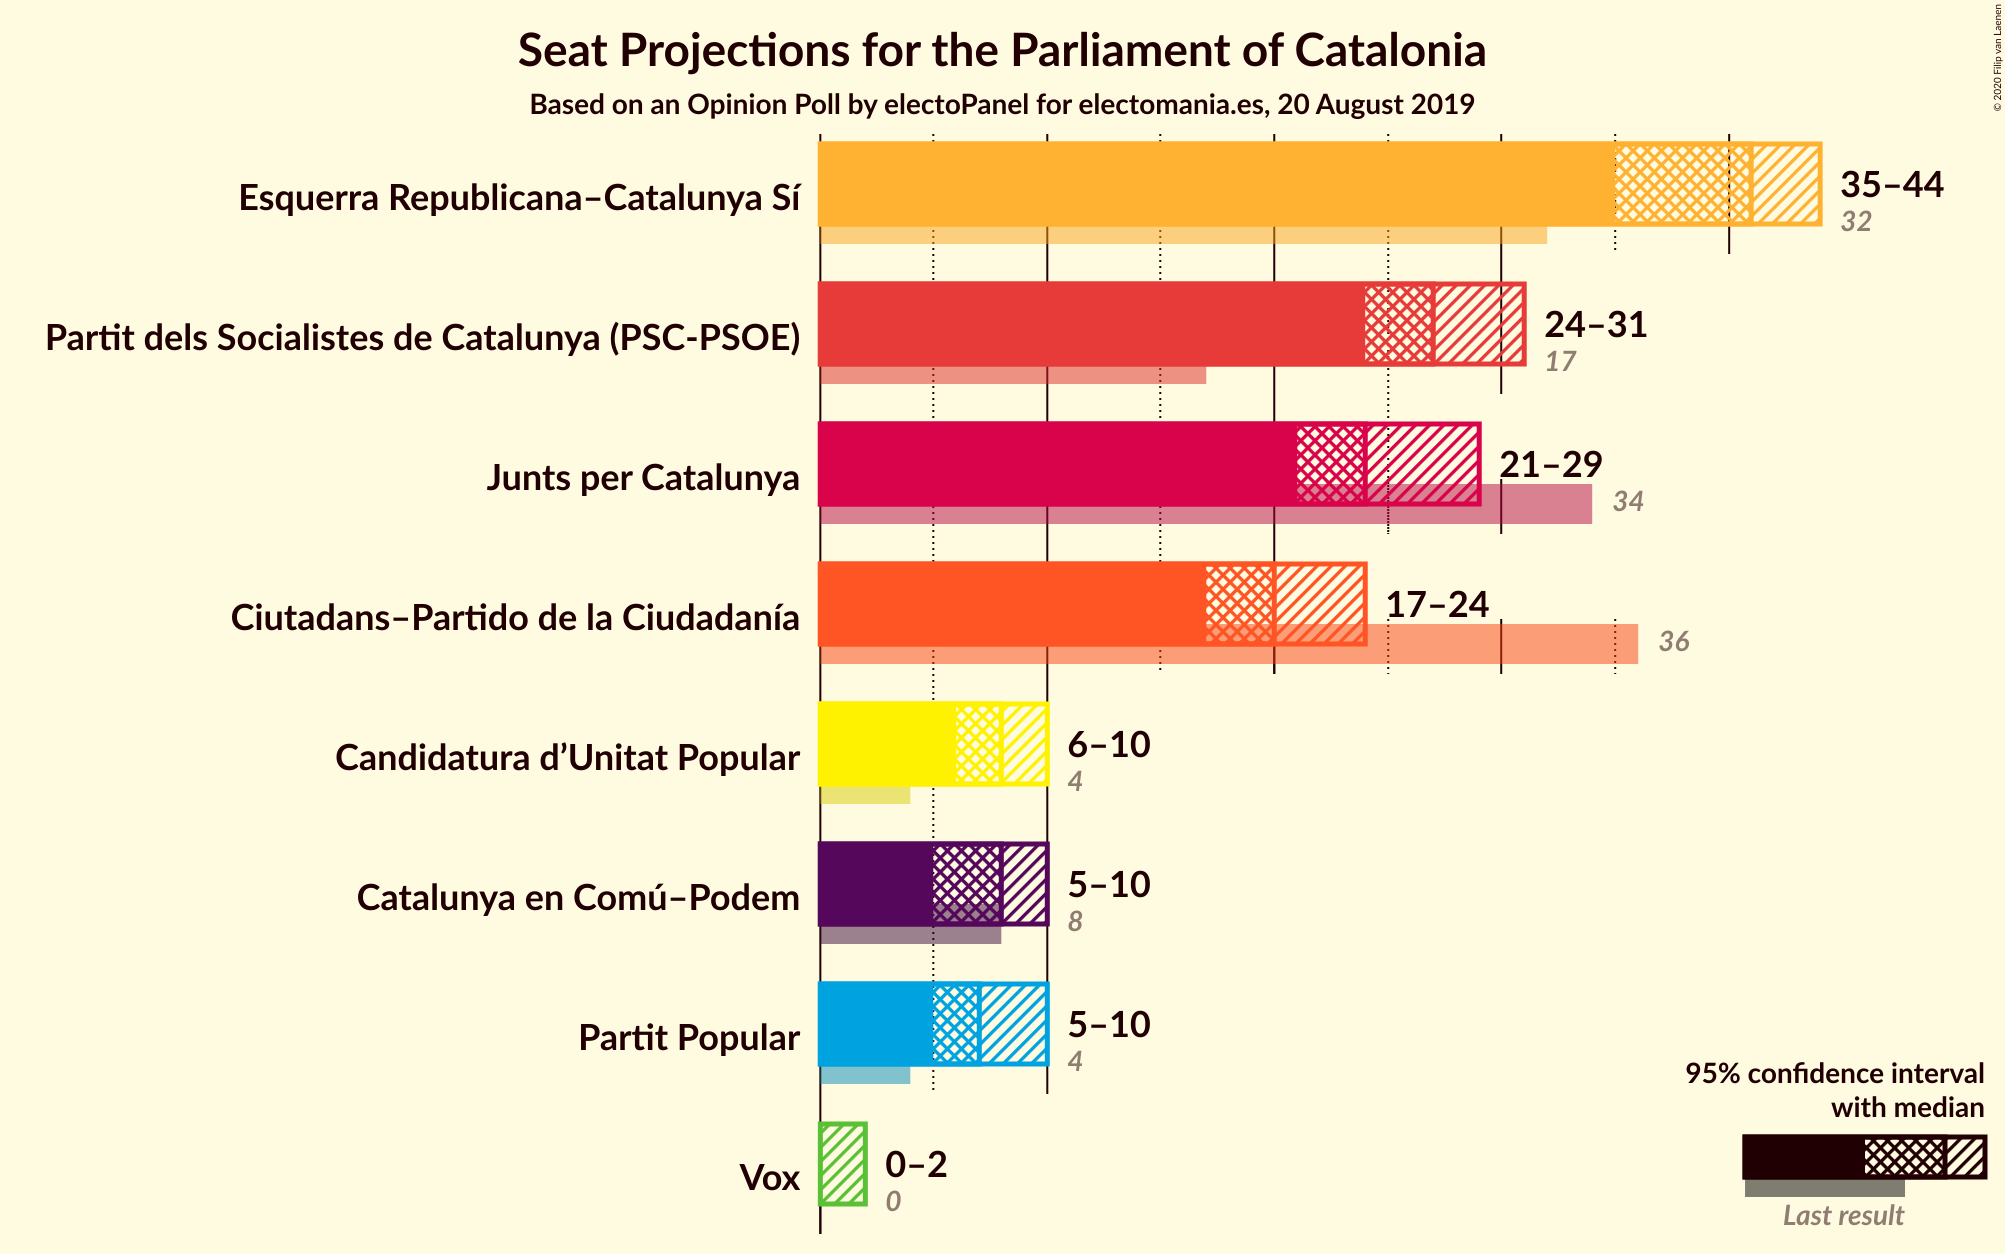 Seat Projections for the Parliament of Catalonia
Based on an Opinion Poll by electoPanel for electomania.es, 20 August 2019
© 2020 Filip van Laenen
Esquerra Republicana–Catalunya Sí
35–44
32
Partit dels Socialistes de Catalunya (PSC-PSOE)
24–31
17
Junts per Catalunya
21–29
34
Ciutadans–Partido de la Ciudadanía
17–24
36
Candidatura d’Unitat Popular
6–10
4
Catalunya en Comú–Podem
5–10
8
Partit Popular
5–10
4
Vox
0–2
0
95% confidence interval
with median
Last result